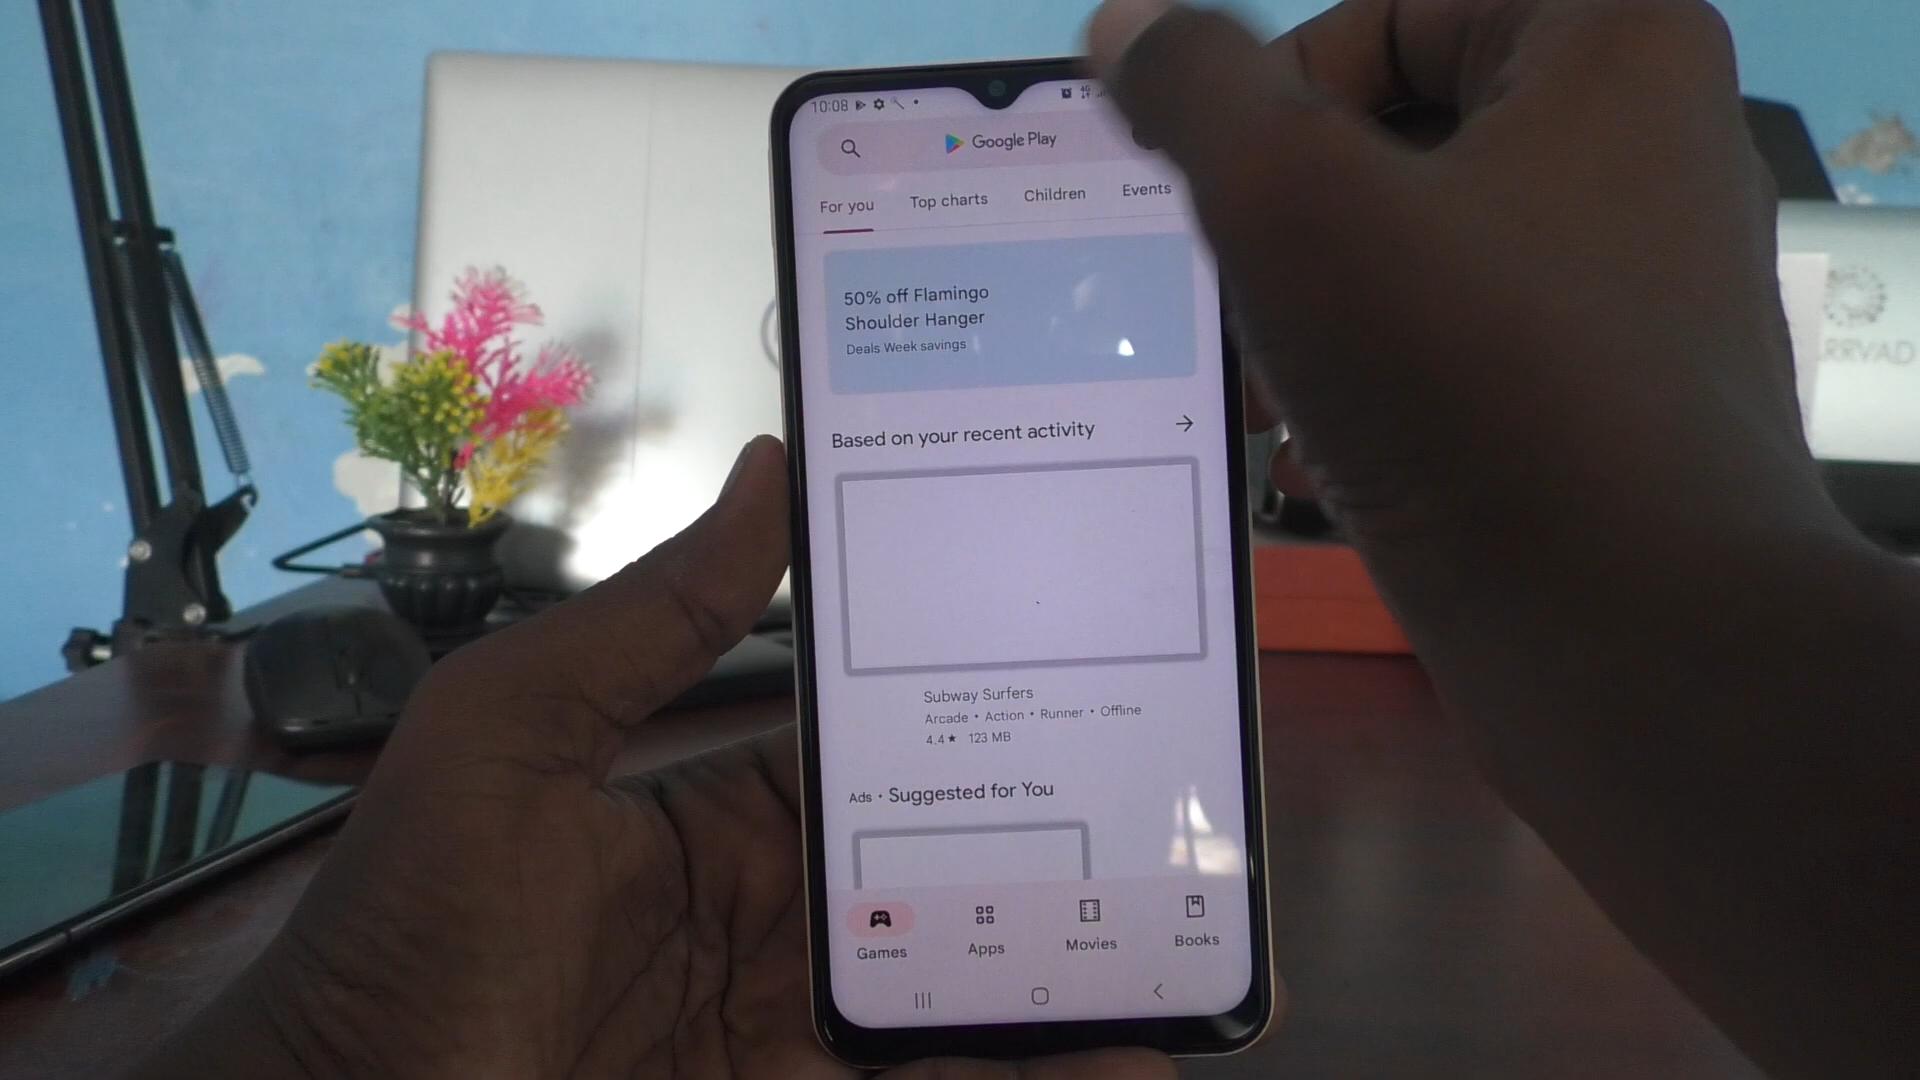 10:08
4G
Google Play
For you Top charts Children Events
50% off Flamingo
Shoulder Hanger
Deals Week savings
Based on your recent activity
Subway Surfers
Arcade • Action • Runner • Offline
4.4★ 123 MB
Ads • Suggested for You
Games Apps Movies Books
RRVAD